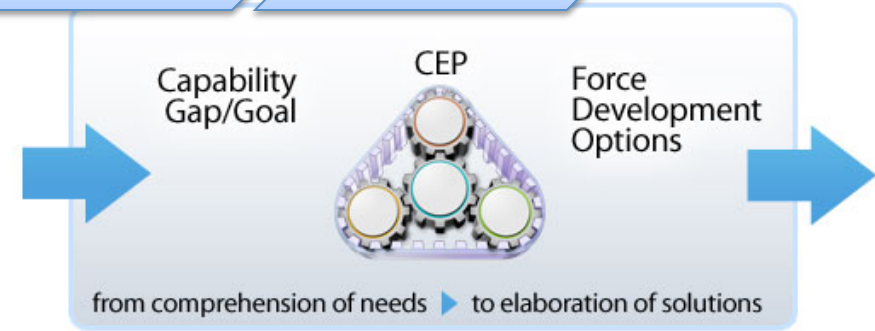 Capability
Gap/Goal
CEP
Force
Development
Options
from comprehension of needs to elaboration of solutions